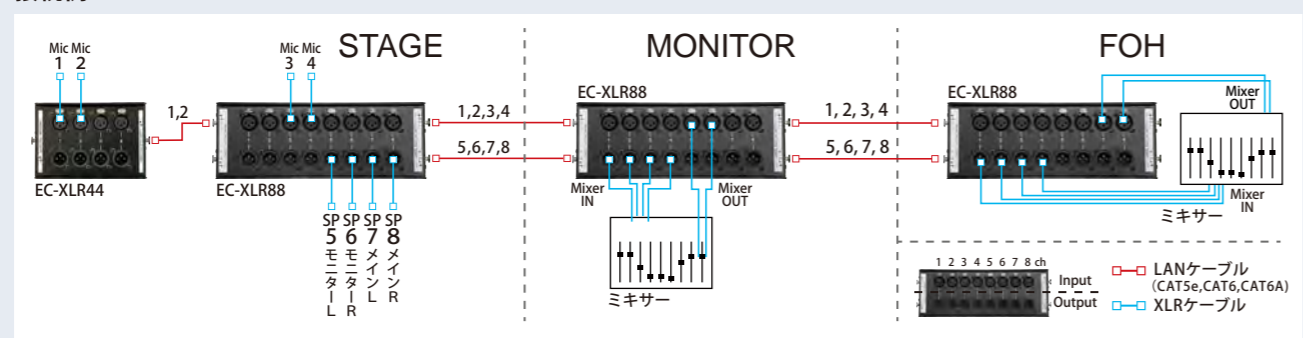 STAGE
MONITOR
FOH
Mic Mic
1 2
Mic Mic
3 4
1,2
EC-XLR44
EC-XLR88
1,2,3,4
5,6,7,8
SP SP SP SP
5 6 7 8
モニターL
モニターR
メインL
メインR
EC-XLR88
Mixer
IN
Mixer
OUT
ミキサー
1, 2, 3, 4
5, 6, 7, 8
EC-XLR88
Mixer
OUT
Mixer
IN
ミキサー
1 2 3 4 5 6 7 8 ch
Input
Output
LANケーブル
(CAT5e,CAT6,CAT6A)
XLRケーブル